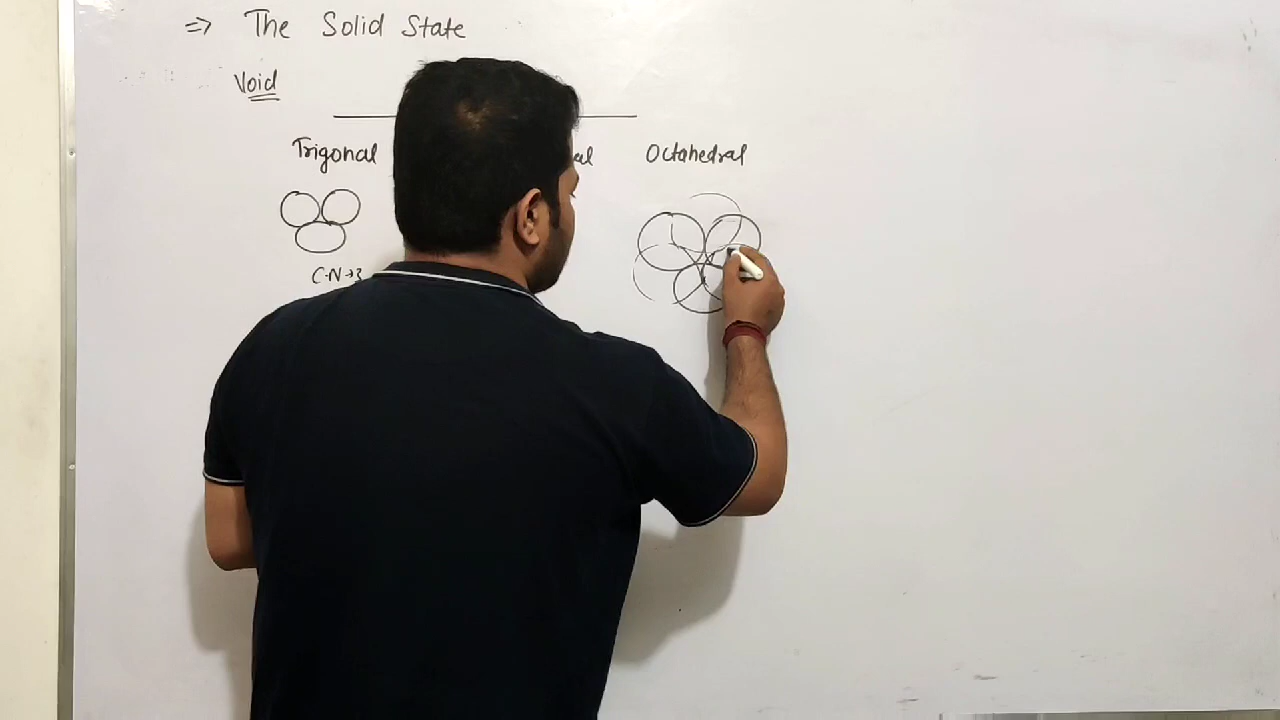 ⇒ The Solid State
Void
Trigonal Octahedral
C·N→3